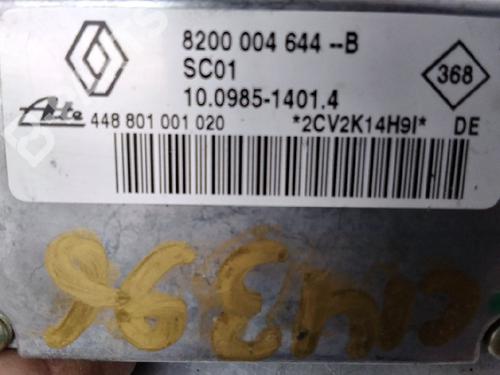 8200 004 644 --B
SC01
368
10.0985-1401.4
Ate 448 801 001 020 *2CV2K14H9I* DE